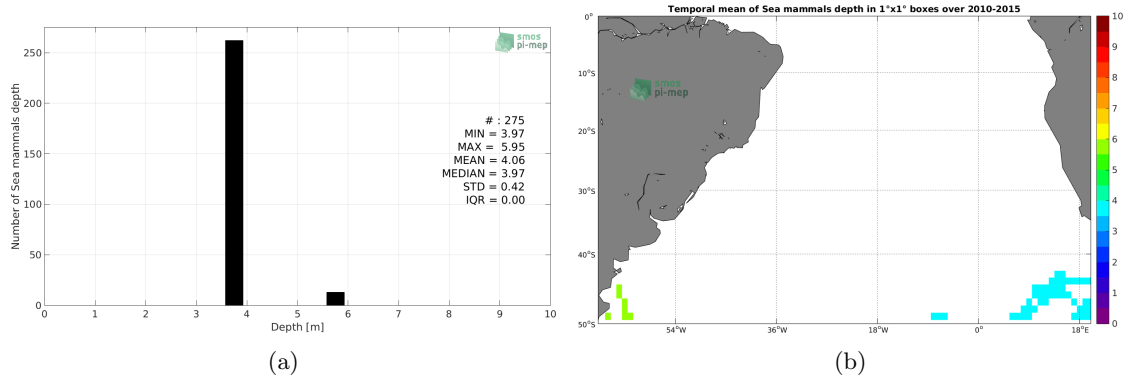 smos
pi-mep
Number of Sea mammals depth
250
200
150
100
50
0
# : 275
MIN = 3.97
MAX = 5.95
MEAN = 4.06
MEDIAN = 3.97
STD = 0.42
IQR = 0.00
0 1 2 3 4 5 6 7 8 9 10
Depth [m]
(a)
Temporal mean of Sea mammals depth in 1°x1° boxes over 2010-2015
smos
pi-mep
0°
10°S
20°S
30°S
40°S
50°S
54°W 36°W 18°W 0° 18°E
10
9
8
7
6
5
4
3
2
1
0
(b)